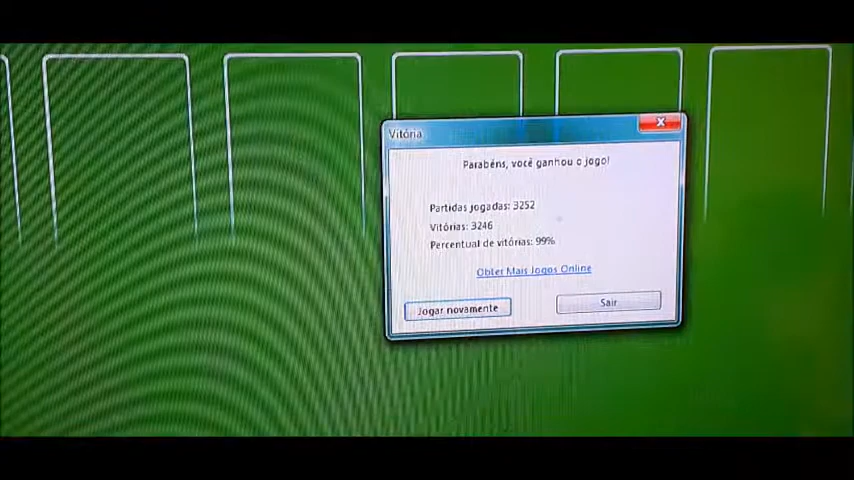 Vitória
Parabéns, você ganhou o jogo!
Partidas jogadas: 3252
Vitórias: 3246
Percentual de vitórias: 99%
Obter Mais Jogos Online
Jogar novamente
Sair